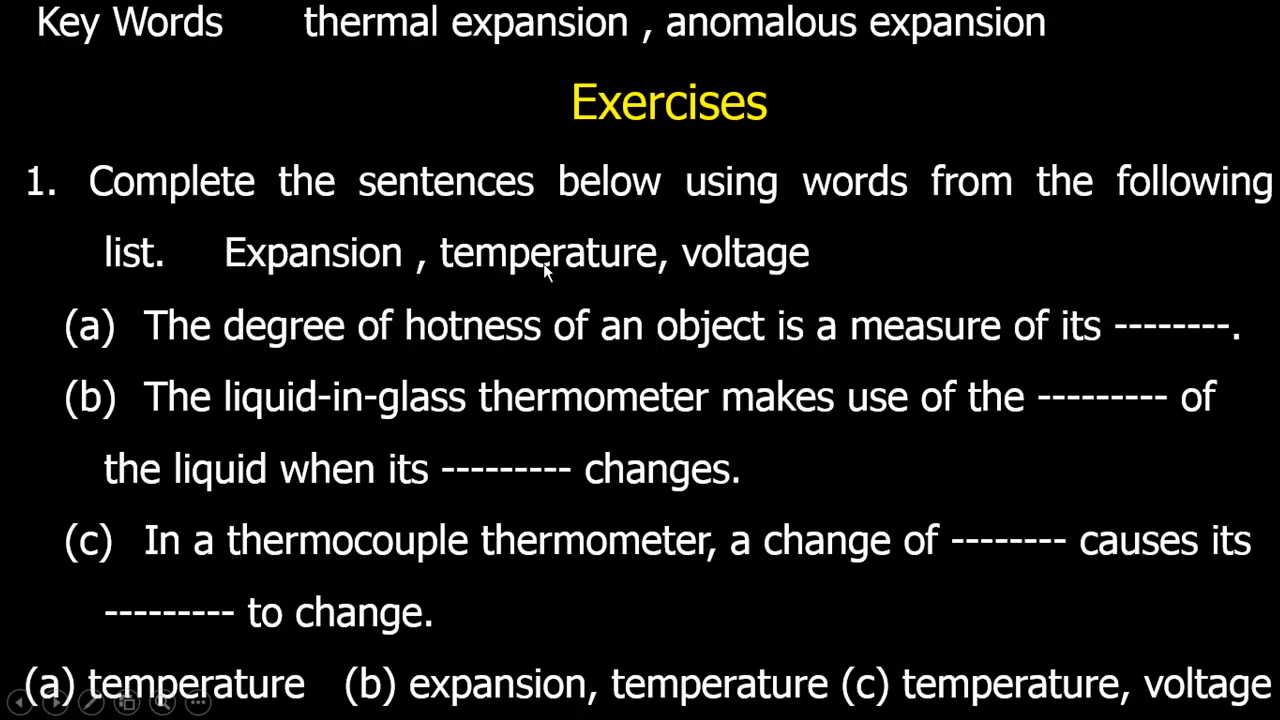 Key Words thermal expansion , anomalous expansion
Exercises
1. Complete the sentences below using words from the following
list. Expansion , temperature, voltage
(a) The degree of hotness of an object is a measure of its --------.
(b) The liquid-in-glass thermometer makes use of the --------- of
the liquid when its --------- changes.
(c) In a thermocouple thermometer, a change of -------- causes its
--------- to change.
(a) temperature (b) expansion, temperature (c) temperature, voltage